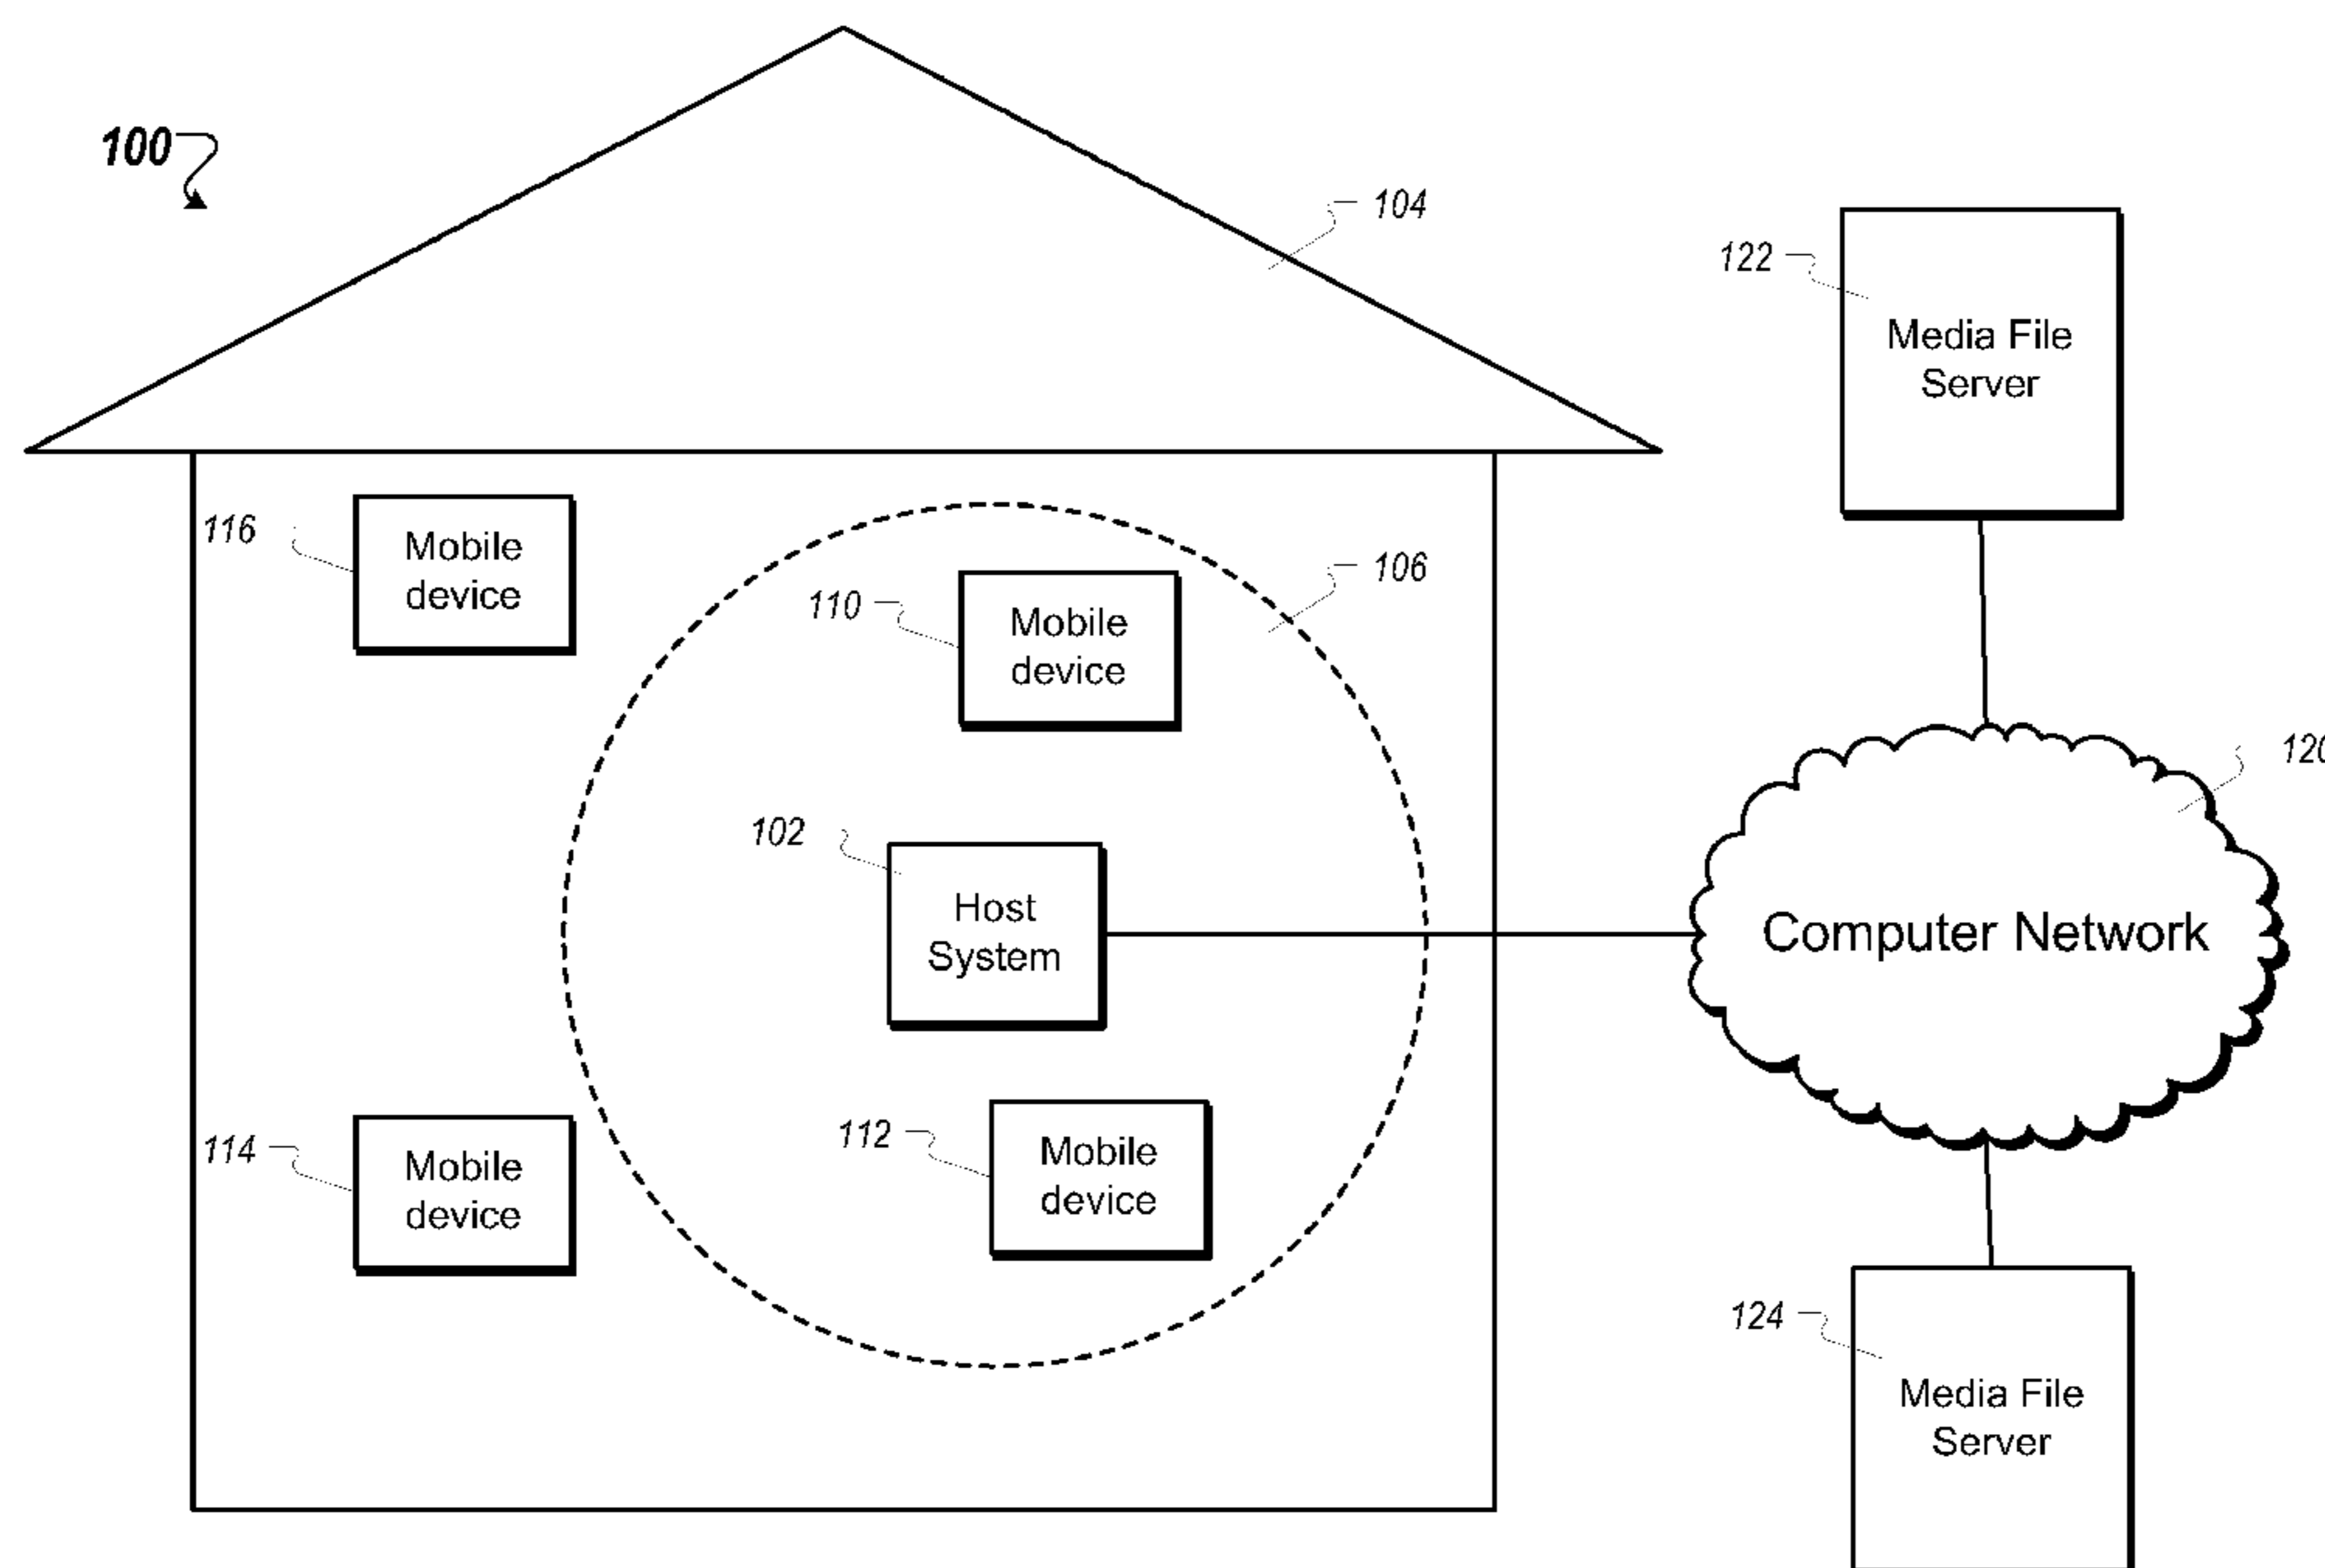 100
104
122
Media File
Server
116
Mobile
device
106
110
Mobile
device
120
102
Host
System
Computer Network
114
Mobile
device
112
Mobile
device
124
Media File
Server